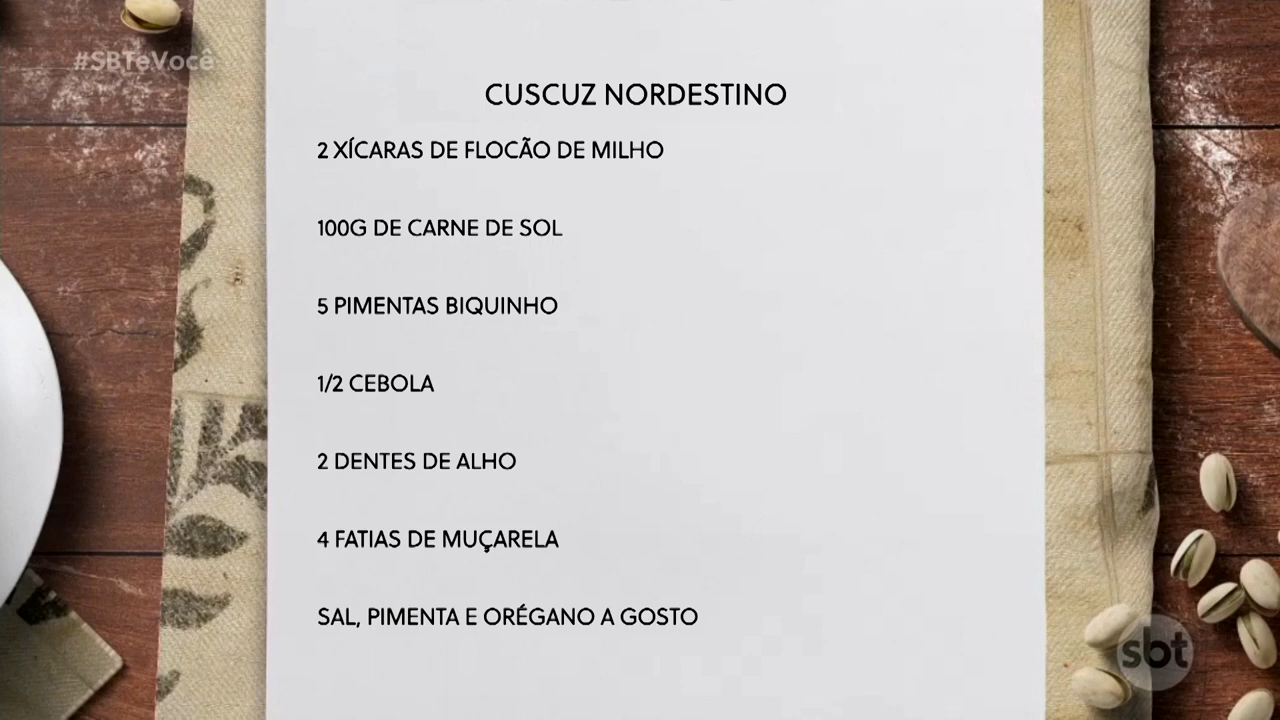 #SBTeVocê
CUSCUZ NORDESTINO
2 XÍCARAS DE FLOCÃO DE MILHO
100G DE CARNE DE SOL
5 PIMENTAS BIQUINHO
1/2 CEBOLA
2 DENTES DE ALHO
4 FATIAS DE MUÇARELA
SAL, PIMENTA E ORÉGANO A GOSTO
sbt